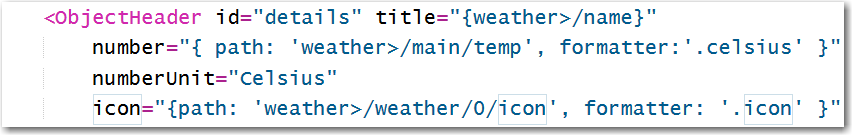 <ObjectHeader id="details" title="{weather>/name}"
number="{ path: 'weather>/main/temp', formatter:'.celsius' }"
numberUnit="Celsius"
icon="{path: 'weather>/weather/0/icon', formatter: '.icon' }"